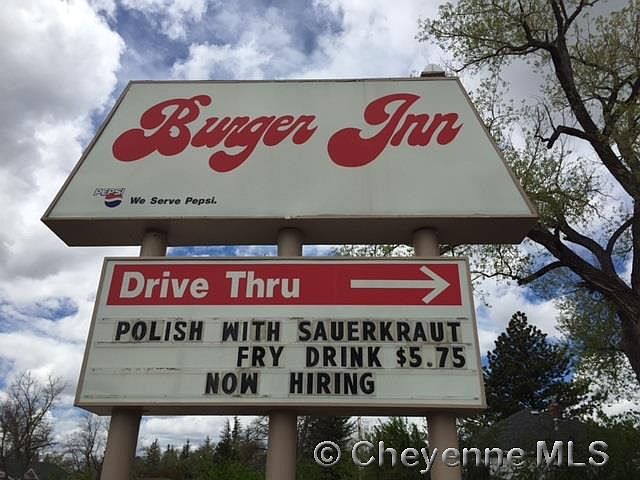 Burger Inn
PEPSI
We Serve Pepsi.
Drive Thru
POLISH WITH SAUERKRAUT
FRY DRINK $5.75
NOW HIRING
© Cheyenne MLS